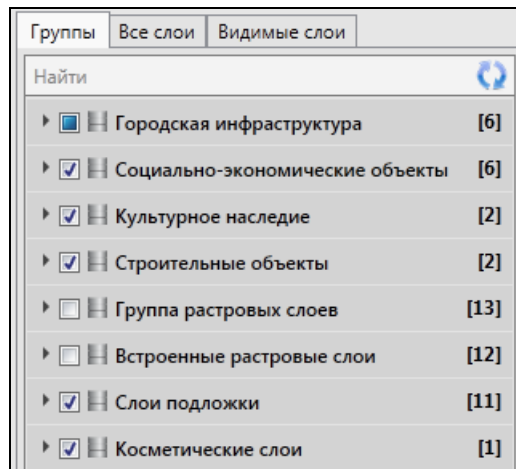 Группы Все слои Видимые слои
Найти
Городская инфраструктура [6]
Социально-экономические объекты [6]
Культурное наследие [2]
Строительные объекты [2]
Группа растровых слоев [13]
Встроенные растровые слои [12]
Слои подложки [11]
Косметические слои [1]